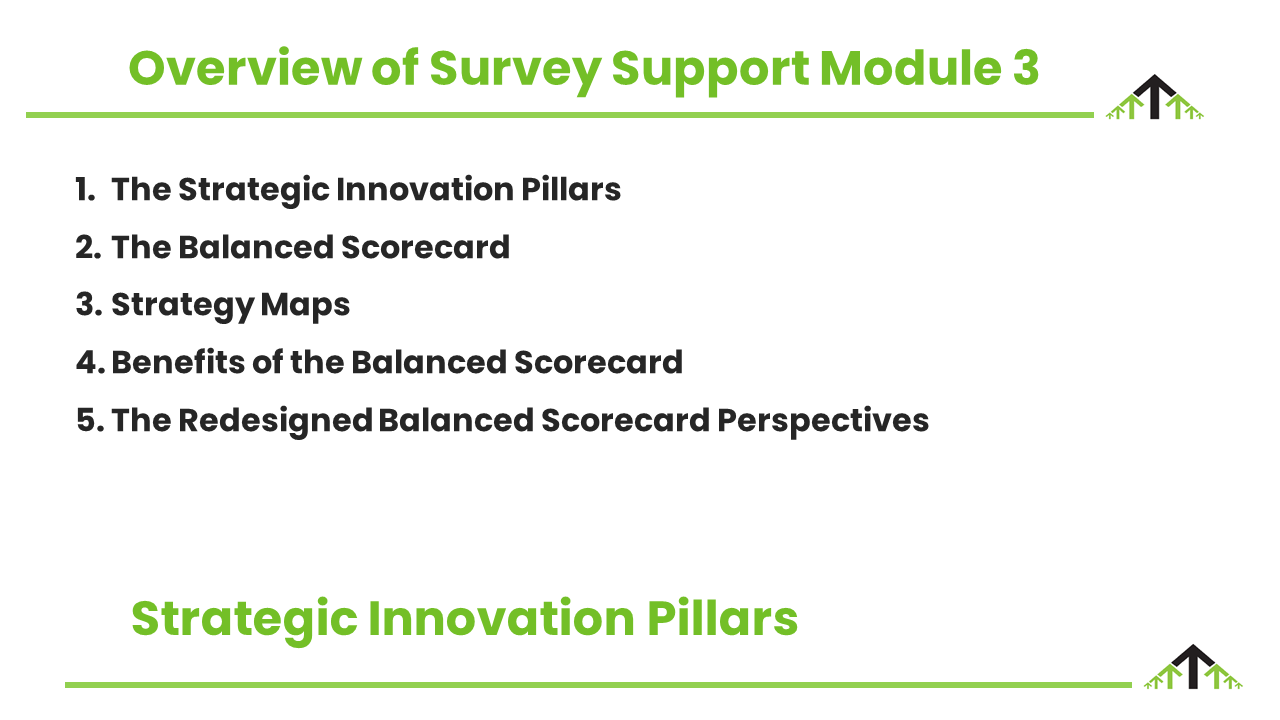 Overview of Survey Support Module 3
1. The Strategic Innovation Pillars
2. The Balanced Scorecard
3. Strategy Maps
4. Benefits of the Balanced Scorecard
5. The Redesigned Balanced Scorecard Perspectives
Strategic Innovation Pillars